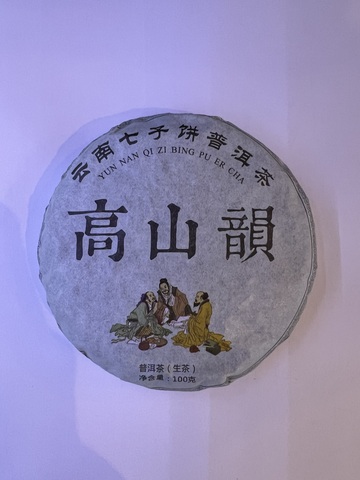 云南七子饼普洱茶
YUN NAN QI ZI BING PU ER CHA
高山韻
普洱茶（生茶）
净含量：100克